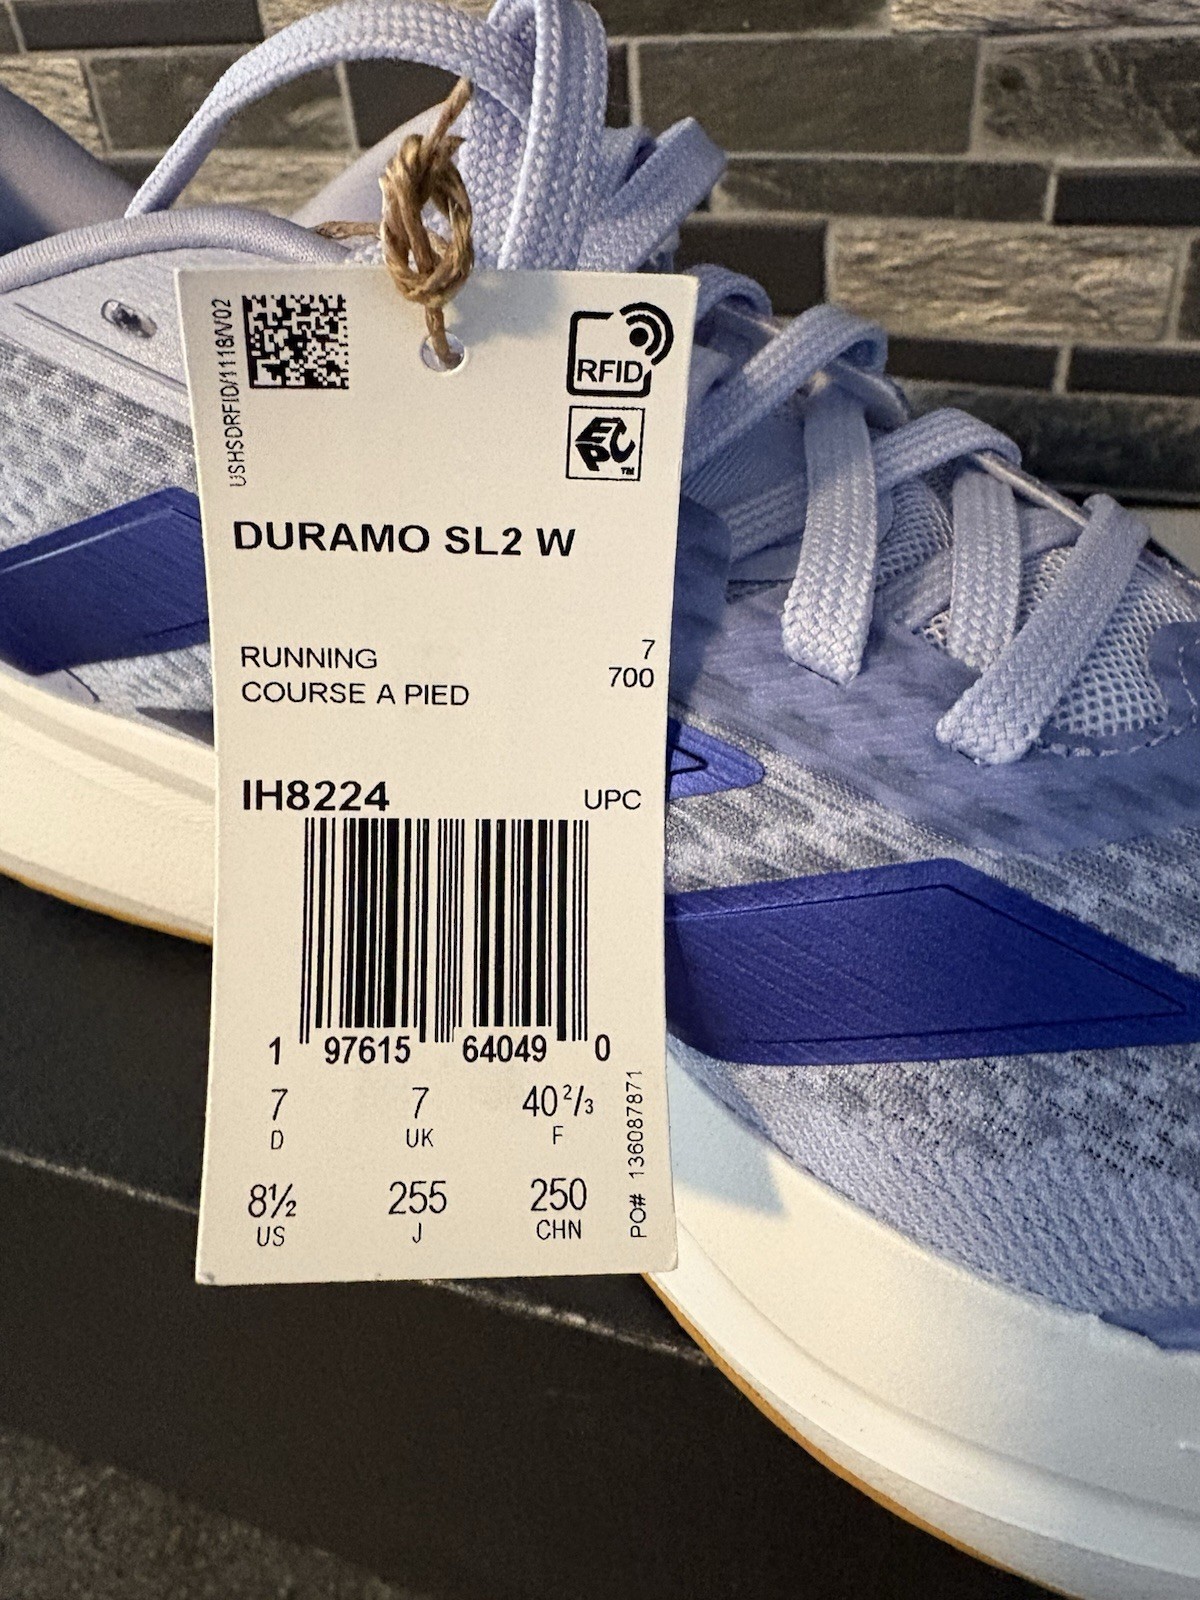 USHSDRFID/1118/V02
RFID
EPC™
DURAMO SL2 W
RUNNING 7
COURSE A PIED 700
IH8224 UPC
1 97615 64049 0
7 7 40 2/3
D UK F
8½ 255 250
US J CHN
PO# 136087871